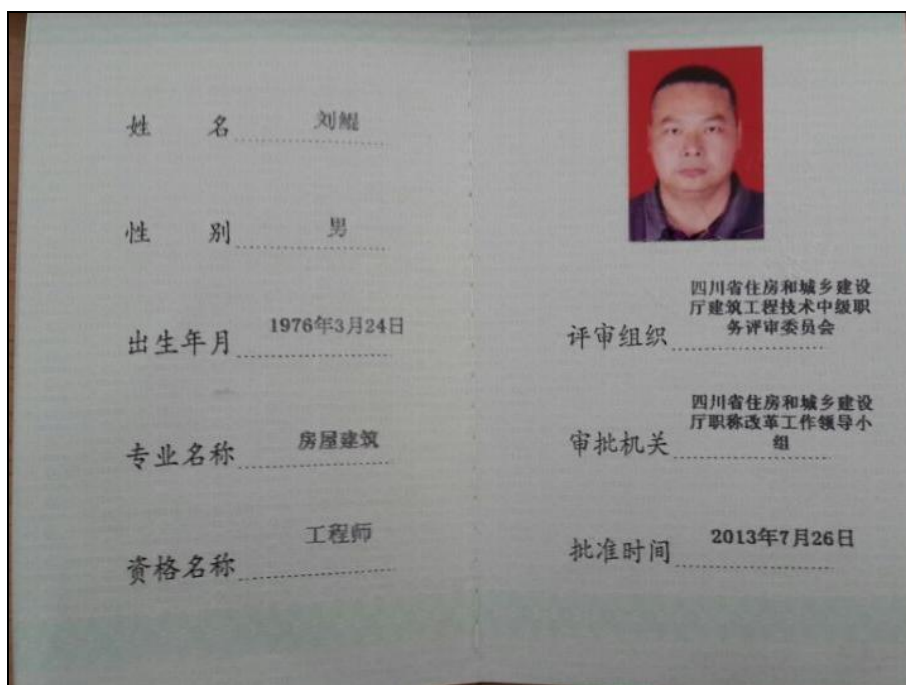 姓 名 刘鲲
性 别 男
出生年月 1976年3月24日
专业名称 房屋建筑
资格名称 工程师
四川省住房和城乡建设
厅建筑工程技术中级职
务评审委员会
评审组织
四川省住房和城乡建设
厅职称改革工作领导小
组
审批机关
批准时间 2013年7月26日